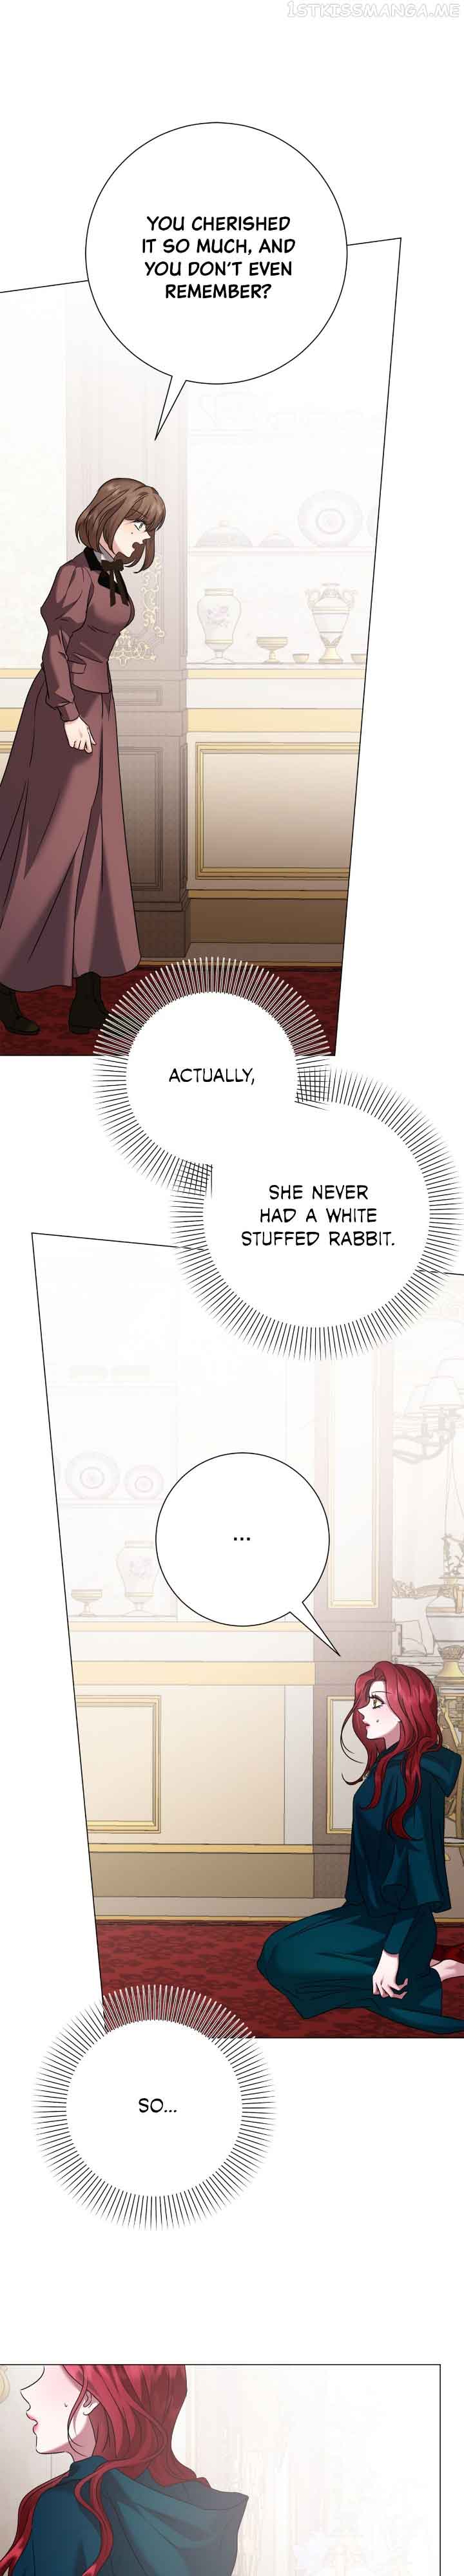 1STKISSMANGA.ME
YOU CHERISHED
IT SO MUCH, AND
YOU DON'T EVEN
REMEMBER?
ACTUALLY,
SHE NEVER
HAD A WHITE
STUFFED RABBIT.
...
SO...